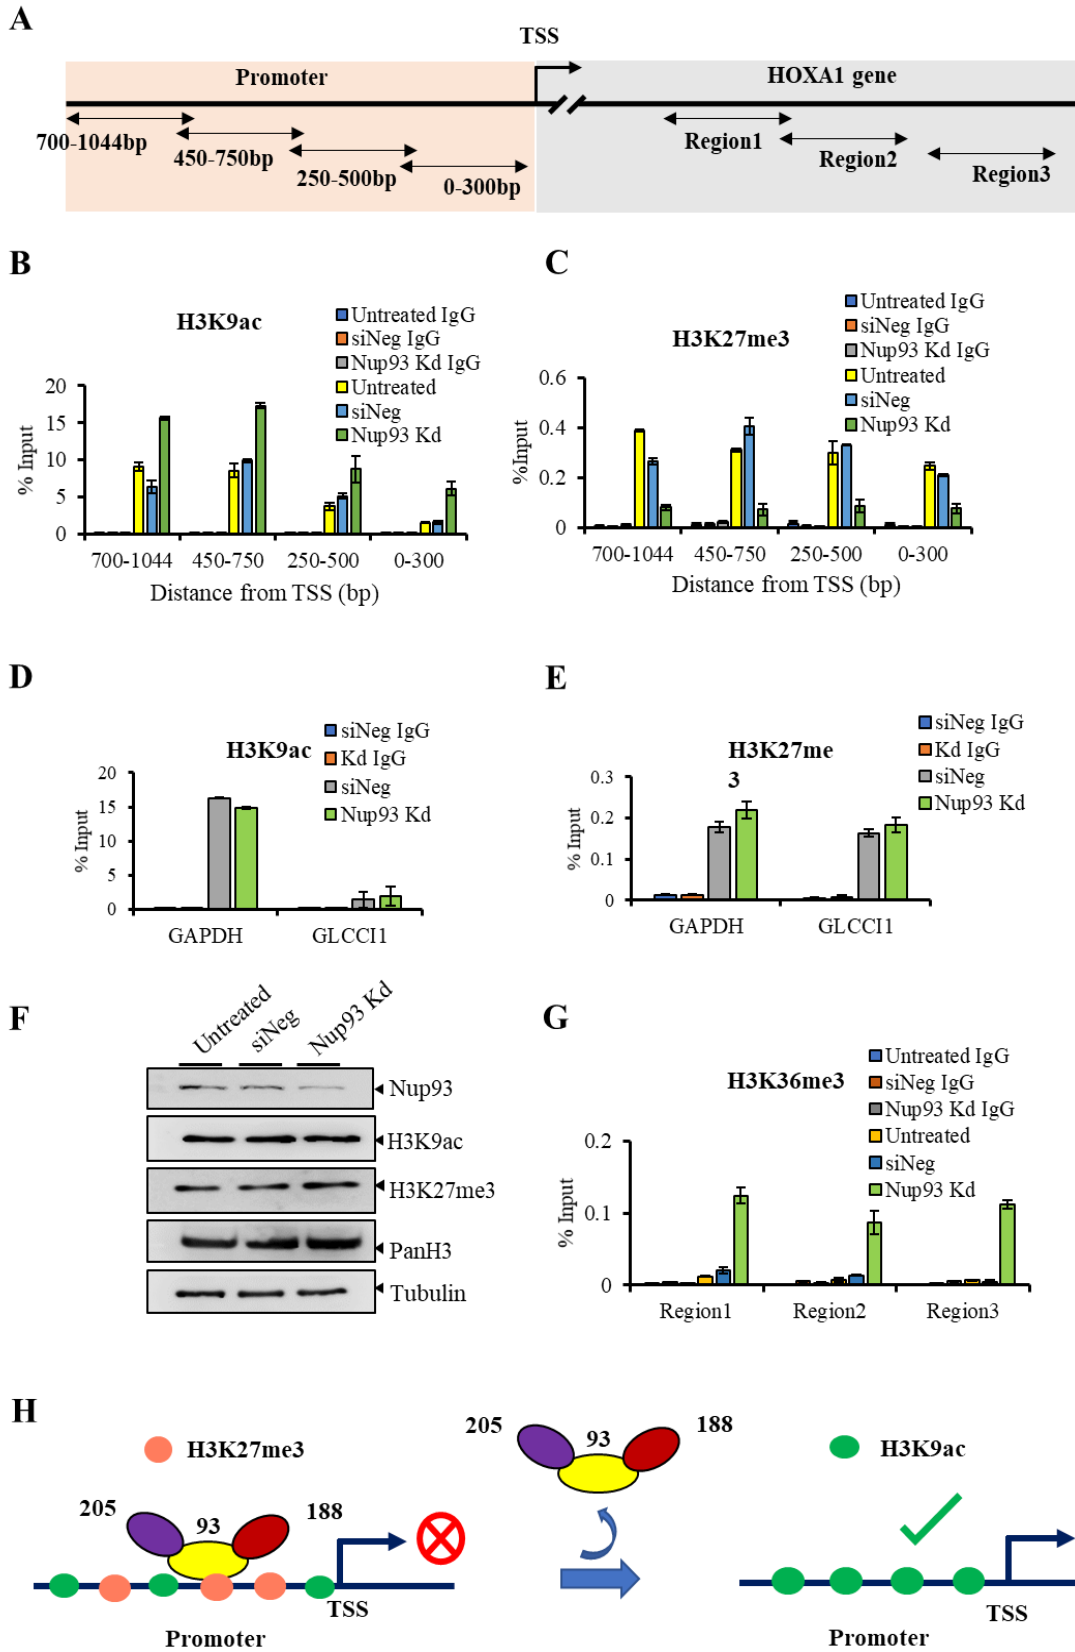 A
TSS
Promoter
HOXA1 gene
700-1044bp
450-750bp
250-500bp
0-300bp
Region1
Region2
Region3
B
H3K9ac
Untreated IgG
siNeg IgG
Nup93 Kd IgG
Untreated
siNeg
Nup93 Kd
% Input
20
15
10
5
0
700-1044 450-750 250-500 0-300
Distance from TSS (bp)
C
H3K27me3
Untreated IgG
siNeg IgG
Nup93 Kd IgG
Untreated
siNeg
Nup93 Kd
%Input
0.6
0.4
0.2
0
700-1044 450-750 250-500 0-300
Distance from TSS (bp)
D
H3K9ac
siNeg IgG
Kd IgG
siNeg
Nup93 Kd
% Input
20
15
10
5
0
GAPDH GLCCI1
E
H3K27me
3
siNeg IgG
Kd IgG
siNeg
Nup93 Kd
% Input
0.3
0.2
0.1
0
GAPDH GLCCI1
F
Untreated
siNeg
Nup93 Kd
Nup93
H3K9ac
H3K27me3
PanH3
Tubulin
G
H3K36me3
Untreated IgG
siNeg IgG
Nup93 Kd IgG
Untreated
siNeg
Nup93 Kd
% Input
0.2
0.1
0
Region1 Region2 Region3
H
H3K27me3
205 93 188
TSS
Promoter
205 93 188
H3K9ac
TSS
Promoter